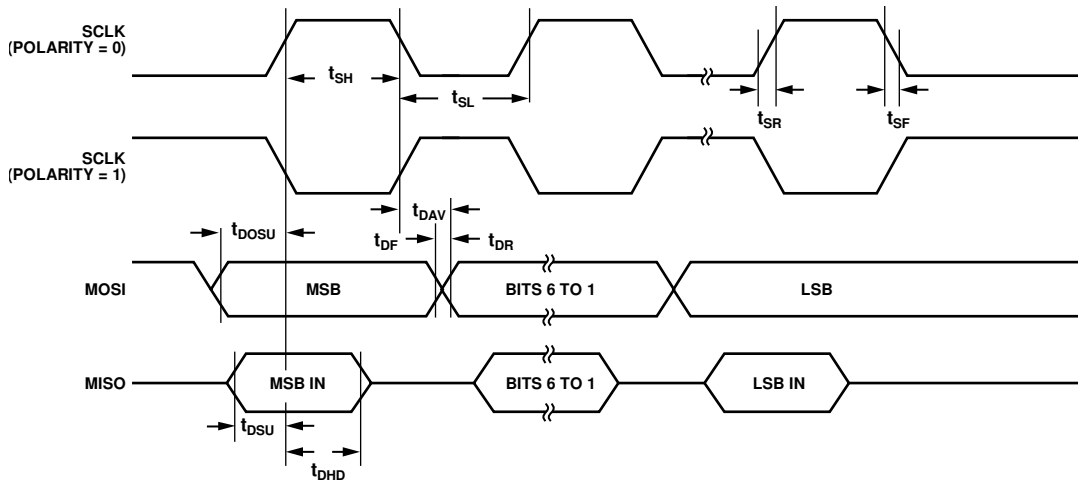 SCLK
(POLARITY = 0)
tSH
tSL
tSR
tSF
SCLK
(POLARITY = 1)
tDAV
tDOSU
tDF
tDR
MOSI
MSB
BITS 6 TO 1
LSB
MISO
MSB IN
BITS 6 TO 1
LSB IN
tDSU
tDHD